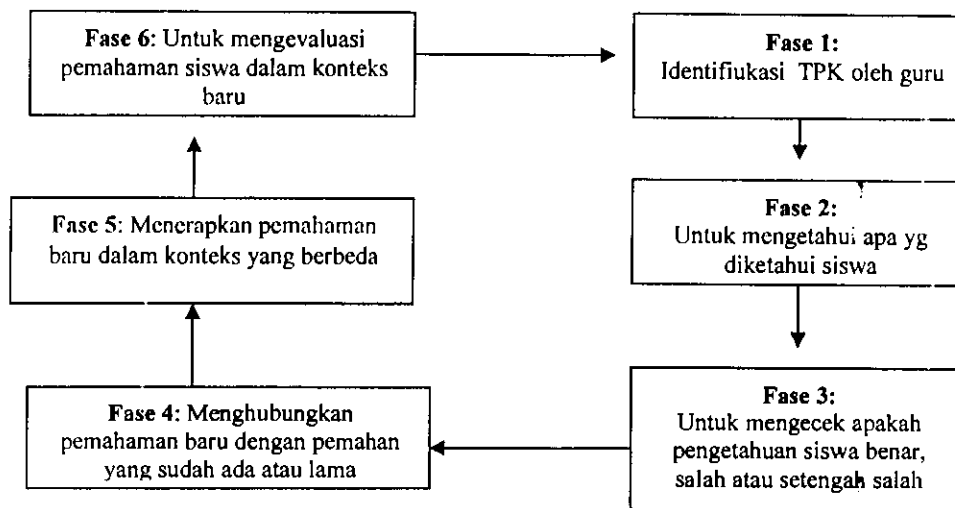 Fase 6: Untuk mengevaluasi
pemahaman siswa dalam konteks
baru
Fase 1:
Identifiukasi TPK oleh guru
Fase 2:
Untuk mengetahui apa yg
diketahui siswa
Fase 5: Menerapkan pemahaman
baru dalam konteks yang berbeda
Fase 4: Menghubungkan
pemahaman baru dengan pemahan
yang sudah ada atau lama
Fase 3:
Untuk mengecek apakah
pengetahuan siswa benar,
salah atau setengah salah